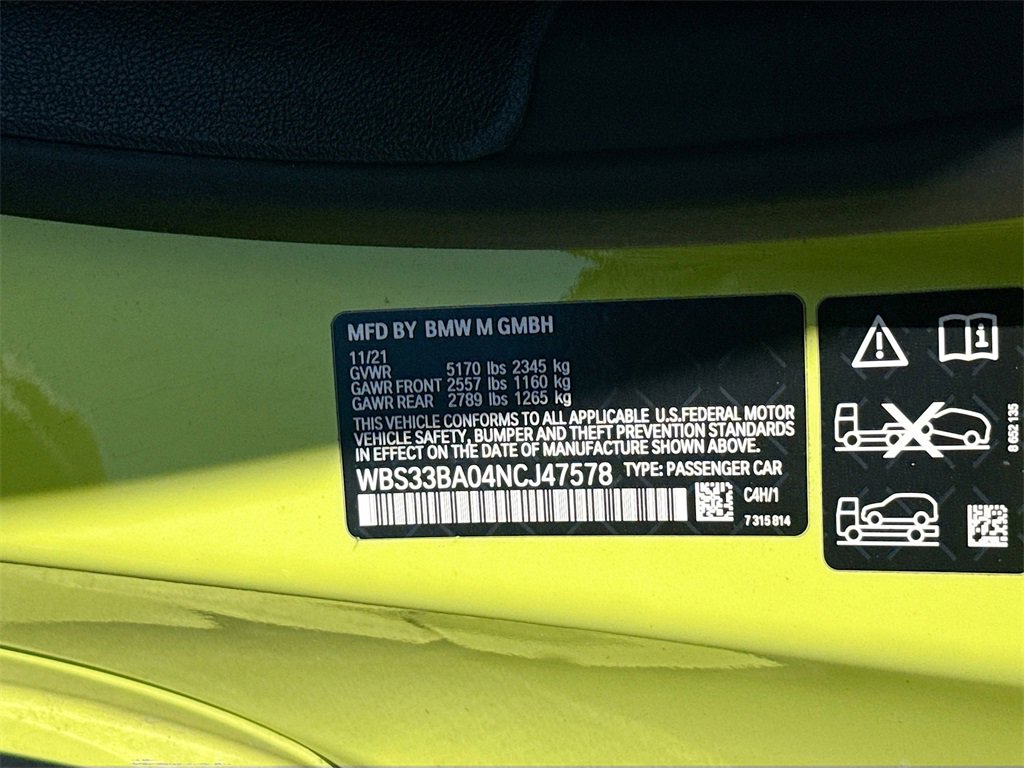 MFD BY BMW M GMBH
11/21
GVWR 5170 lbs 2345 kg
GAWR FRONT 2557 lbs 1160 kg
GAWR REAR 2789 lbs 1265 kg
THIS VEHICLE CONFORMS TO ALL APPLICABLE U.S.FEDERAL MOTOR
VEHICLE SAFETY, BUMPER AND THEFT PREVENTION STANDARDS
IN EFFECT ON THE DATE OF MANUFACTURE SHOWN ABOVE.
WBS33BA04NCJ47578 TYPE: PASSENGER CAR
C4H/1
7 315 814
8 652 135